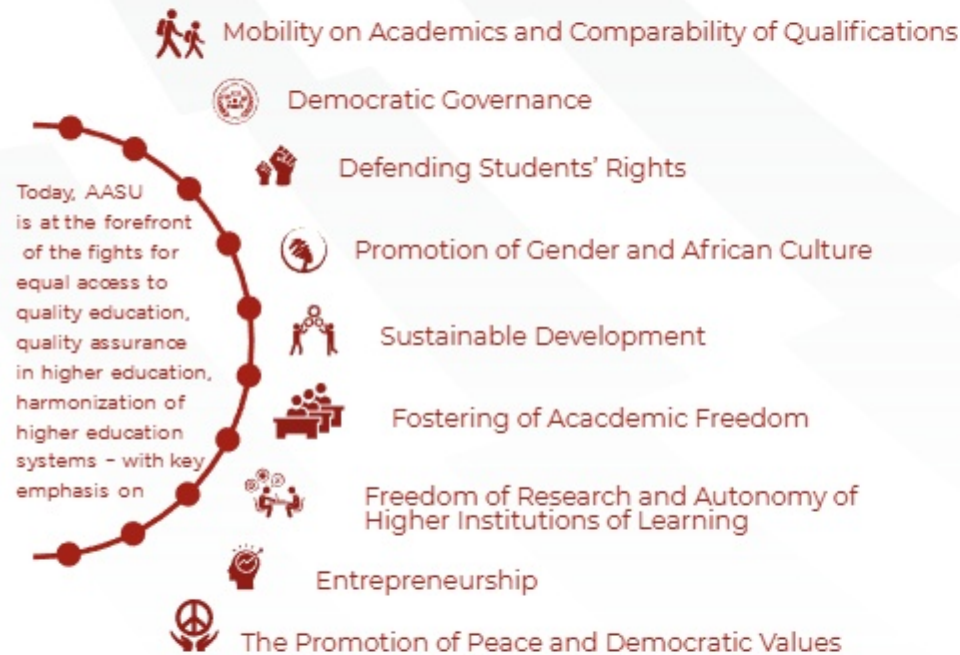 Mobility on Academics and Comparability of Qualifications
Democratic Governance
Defending Students' Rights
Today, AASU
is at the forefront
of the fights for
equal access to
quality education,
quality assurance
in higher education,
harmonization of
higher education
systems – with key
emphasis on
Promotion of Gender and African Culture
Sustainable Development
Fostering of Acacdemic Freedom
Freedom of Research and Autonomy of
Higher Institutions of Learning
Entrepreneurship
The Promotion of Peace and Democratic Values